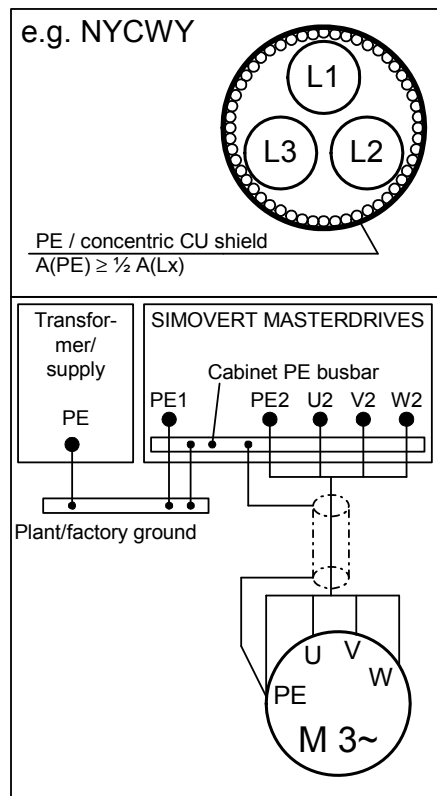 e.g. NYCWY
L1
L3 L2
PE / concentric CU shield
A(PE) ≥ ½ A(Lx)
Transfor-
mer/
supply
PE
SIMOVERT MASTERDRIVES
Cabinet PE busbar
PE1 PE2 U2 V2 W2
Plant/factory ground
U V W
PE
M 3~